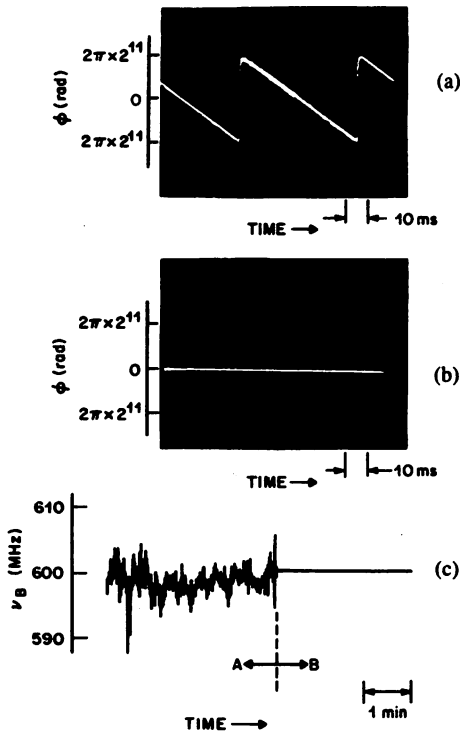 2π×2¹¹
0
2π×2¹¹
ϕ (rad)
(a)
TIME →
10 ms
2π×2¹¹
0
2π×2¹¹
ϕ (rad)
(b)
TIME →
10 ms
610
600
590
νB (MHz)
(c)
A
B
1 min
TIME →